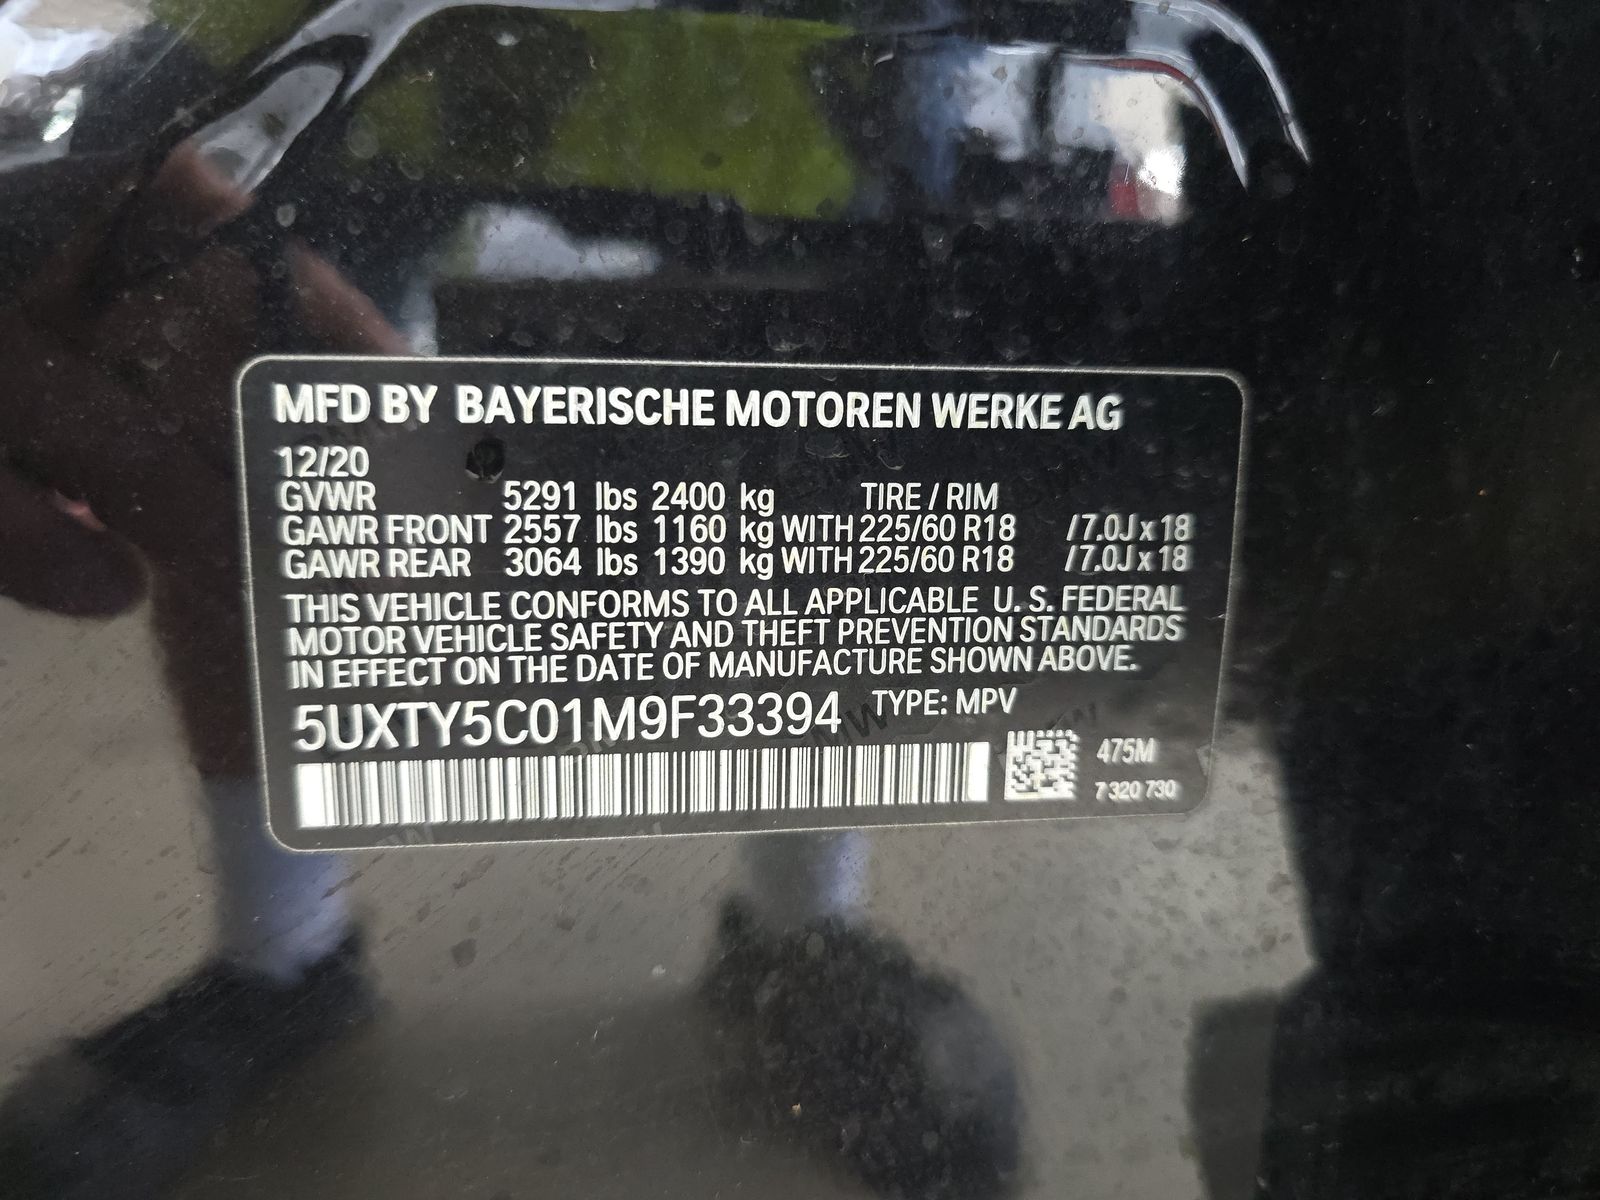 MFD BY BAYERISCHE MOTOREN WERKE AG
12/20
GVWR 5291 lbs 2400 kg TIRE / RIM
GAWR FRONT 2557 lbs 1160 kg WITH 225/60 R18 /7.0J x 18
GAWR REAR 3064 lbs 1390 kg WITH 225/60 R18 /7.0J x 18
THIS VEHICLE CONFORMS TO ALL APPLICABLE U. S. FEDERAL
MOTOR VEHICLE SAFETY AND THEFT PREVENTION STANDARDS
IN EFFECT ON THE DATE OF MANUFACTURE SHOWN ABOVE.
5UXTY5C01M9F33394 TYPE: MPV
475M
7 320 730